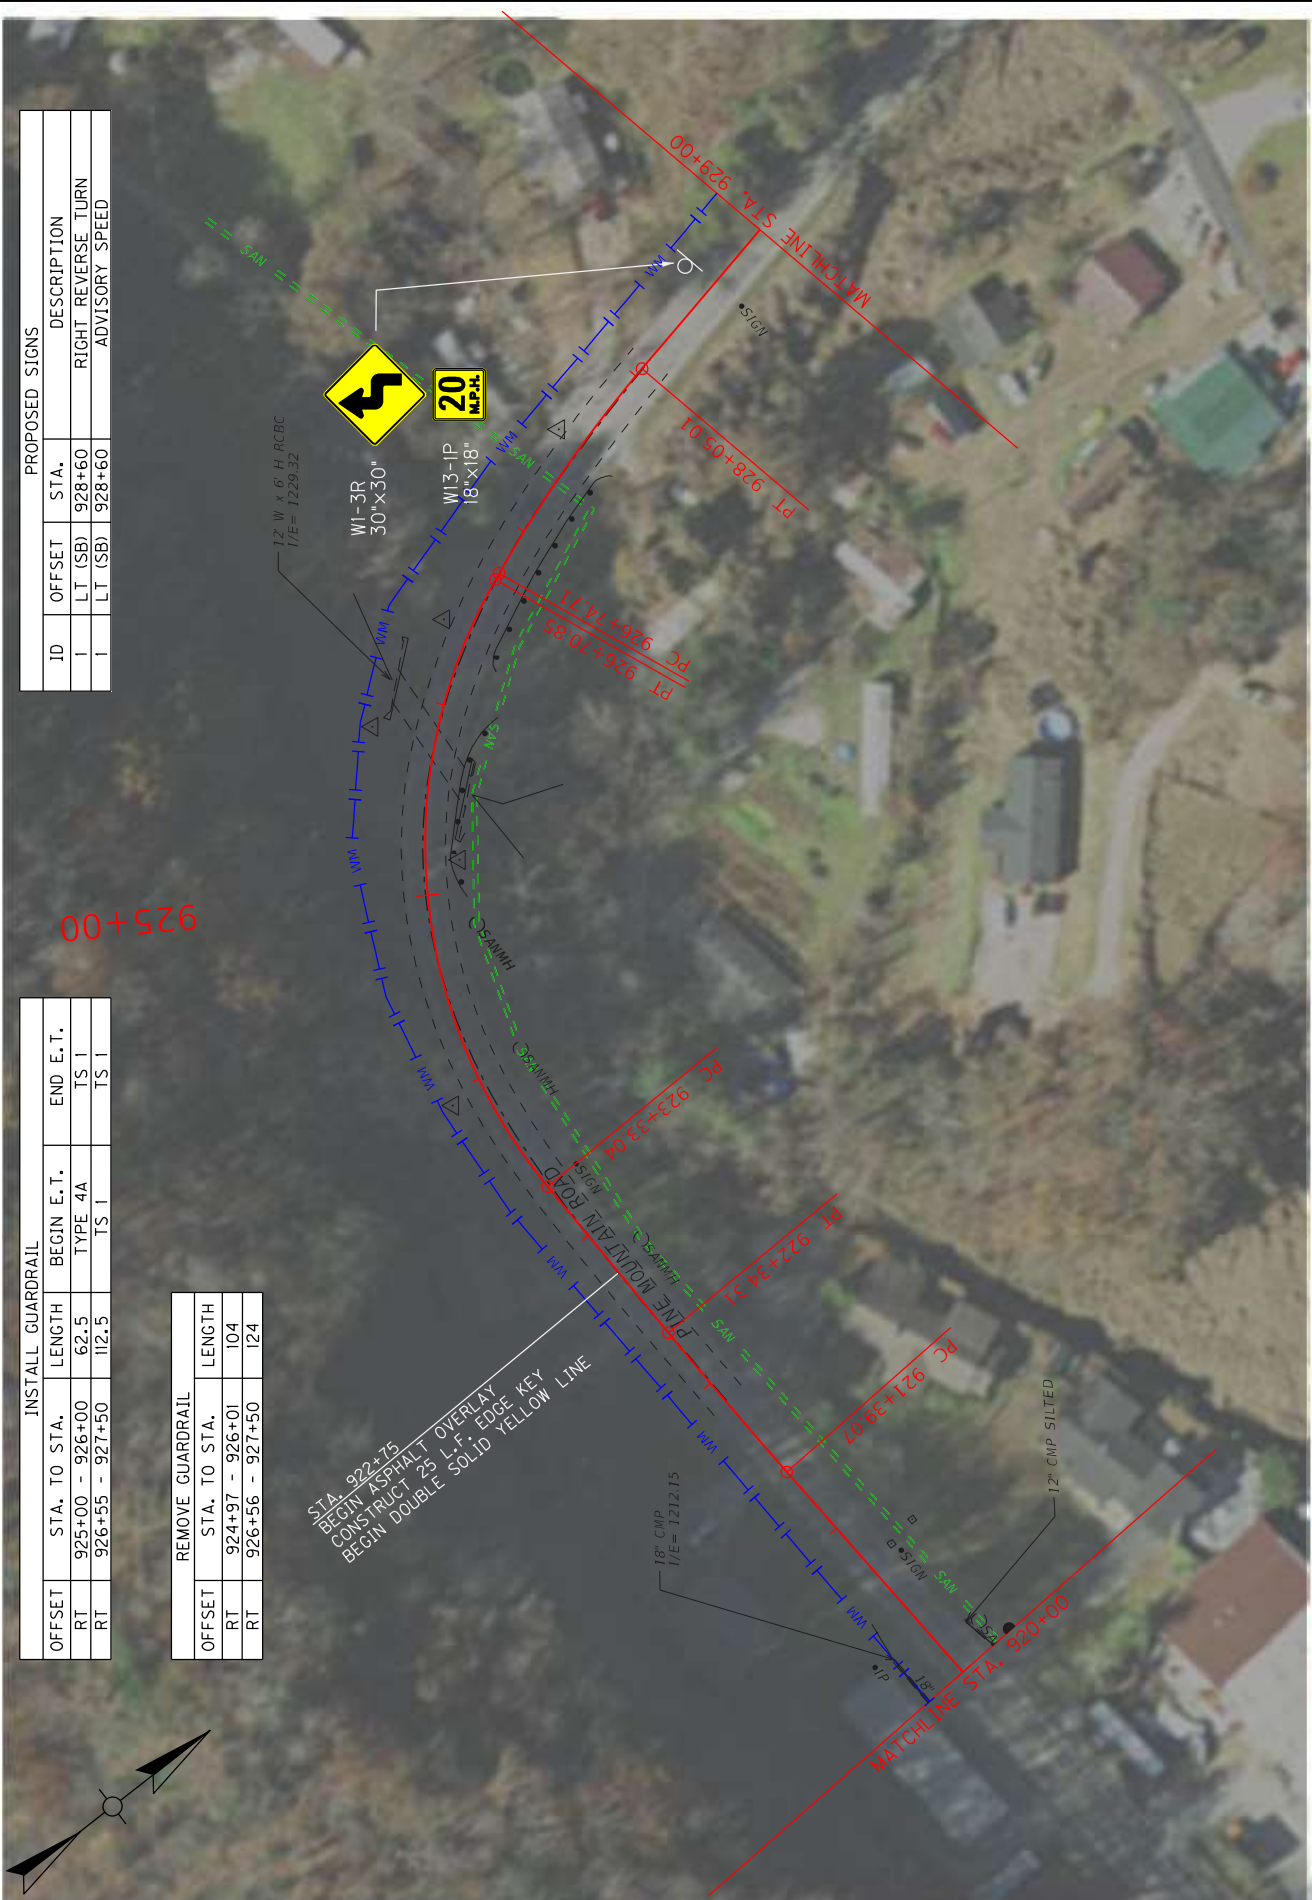 INSTALL GUARDRAIL
OFFSET STA. TO STA. LENGTH BEGIN E.T. END E.T.
RT 925+00 - 926+00 62.5 TYPE 4A TS 1
RT 926+55 - 927+50 112.5 TS 1 TS 1
REMOVE GUARDRAIL
OFFSET STA. TO STA. LENGTH
RT 924+97 - 926+01 104
RT 926+56 - 927+50 124
PROPOSED SIGNS
ID OFFSET STA. DESCRIPTION
1 LT (SB) 928+60 RIGHT REVERSE TURN
1 LT (SB) 928+60 ADVISORY SPEED
925+00
12' W x 6' H RCBC
I/E= 1229.32
W1-3R
30"x30"
20
M.P.H.
W13-1P
18"x18"
STA. 922+75
BEGIN ASPHALT OVERLAY
CONSTRUCT 25 L.F. EDGE KEY
BEGIN DOUBLE SOLID YELLOW LINE
18" CMP
I/E= 1212.15
12" CMP SILTED
18"
IP
MATCHLINE STA. 920+00
PC 921+39.07
PT 922+34.31
PC 923+33.04
PT 926+70.85
PC 926+74.71
PT 928+05.01
MATCHLINE STA. 929+00
PINE MOUNTAIN ROAD
SIGN
SIGN
SIGN
SANMH
SANMH
SANMH
SAN
SAN
SAN
SAN
SAN
WM
WM
WM
WM
WM
WM
WM
WM